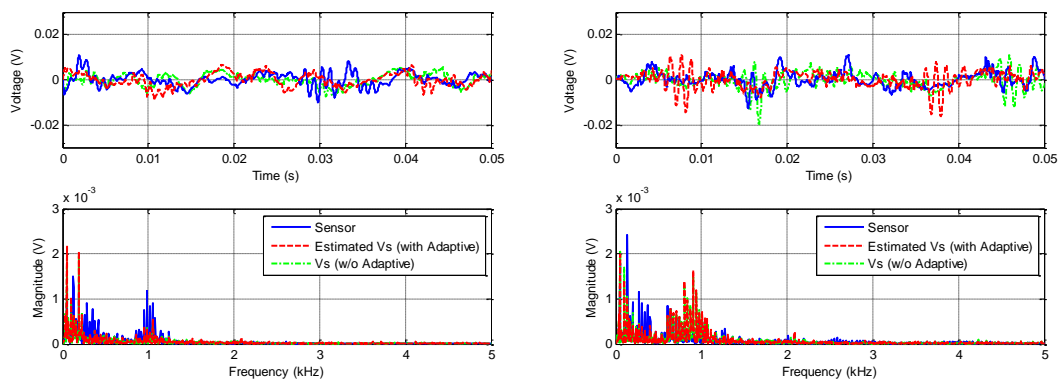 0.02
0
-0.02
Voltage (V)
0 0.01 0.02 0.03 0.04 0.05
Time (s)
x 10^-3
3
2
1
0
Magnitude (V)
Sensor
Estimated Vs (with Adaptive)
Vs (w/o Adaptive)
0 1 2 3 4 5
Frequency (kHz)
0.02
0
-0.02
Voltage (V)
0 0.01 0.02 0.03 0.04 0.05
Time (s)
x 10^-3
3
2
1
0
Magnitude (V)
Sensor
Estimated Vs (with Adaptive)
Vs (w/o Adaptive)
0 1 2 3 4 5
Frequency (kHz)